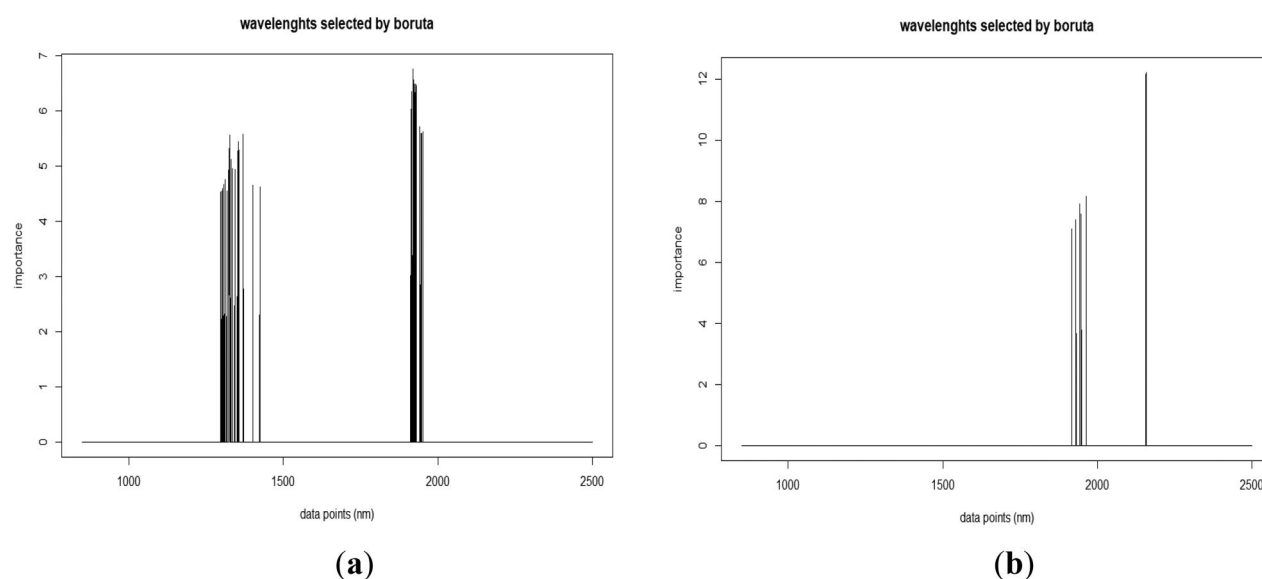 wavelenghts selected by boruta
7
6
5
4
3
2
1
0
importance
1000 1500 2000 2500
data points (nm)
(a)
wavelenghts selected by boruta
12
10
8
6
4
2
0
importance
1000 1500 2000 2500
data points (nm)
(b)